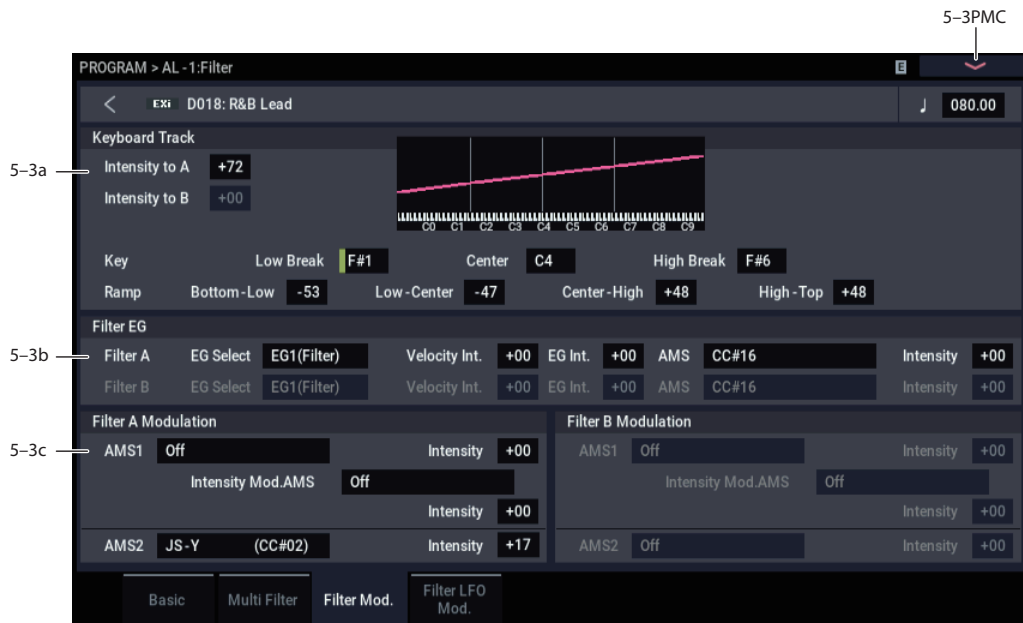 5–3PMC
PROGRAM > AL -1:Filter E
< EXi D018: R&B Lead ♩ 080.00
Keyboard Track
5–3a Intensity to A +72
Intensity to B +00
C0 C1 C2 C3 C4 C5 C6 C7 C8 C9
Key Low Break F#1 Center C4 High Break F#6
Ramp Bottom-Low -53 Low-Center -47 Center-High +48 High-Top +48
Filter EG
5–3b Filter A EG Select EG1(Filter) Velocity Int. +00 EG Int. +00 AMS CC#16 Intensity +00
Filter B EG Select EG1(Filter) Velocity Int. +00 EG Int. +00 AMS CC#16 Intensity +00
Filter A Modulation Filter B Modulation
5–3c AMS1 Off Intensity +00 AMS1 Off Intensity +00
Intensity Mod.AMS Off Intensity Mod.AMS Off
Intensity +00 Intensity +00
AMS2 JS-Y (CC#02) Intensity +17 AMS2 Off Intensity +00
Basic Multi Filter Filter Mod. Filter LFO
Mod.